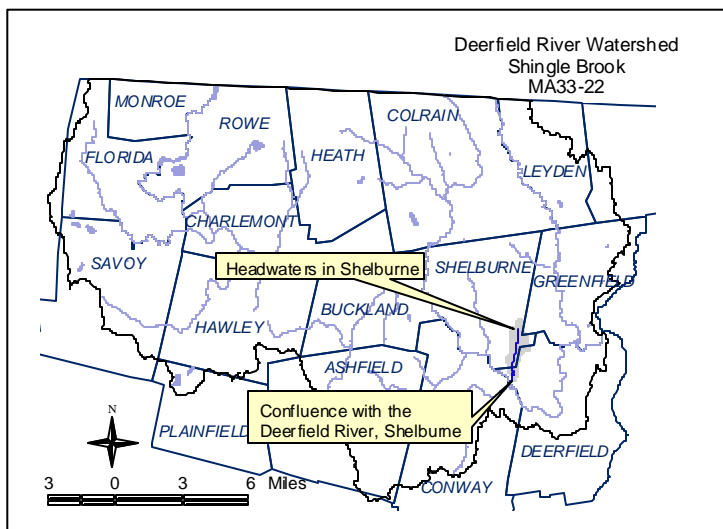 Deerfield River Watershed
Shingle Brook
MA33-22
MONROE
ROWE
COLRAIN
HEATH
FLORIDA
LEYDEN
CHARLEMONT
SAVOY
Headwaters in Shelburne
SHELBURNE
GREENFIELD
BUCKLAND
HAWLEY
ASHFIELD
Confluence with the
Deerfield River, Shelburne
PLAINFIELD
DEERFIELD
CONWAY
N
3 0 3 6 Miles